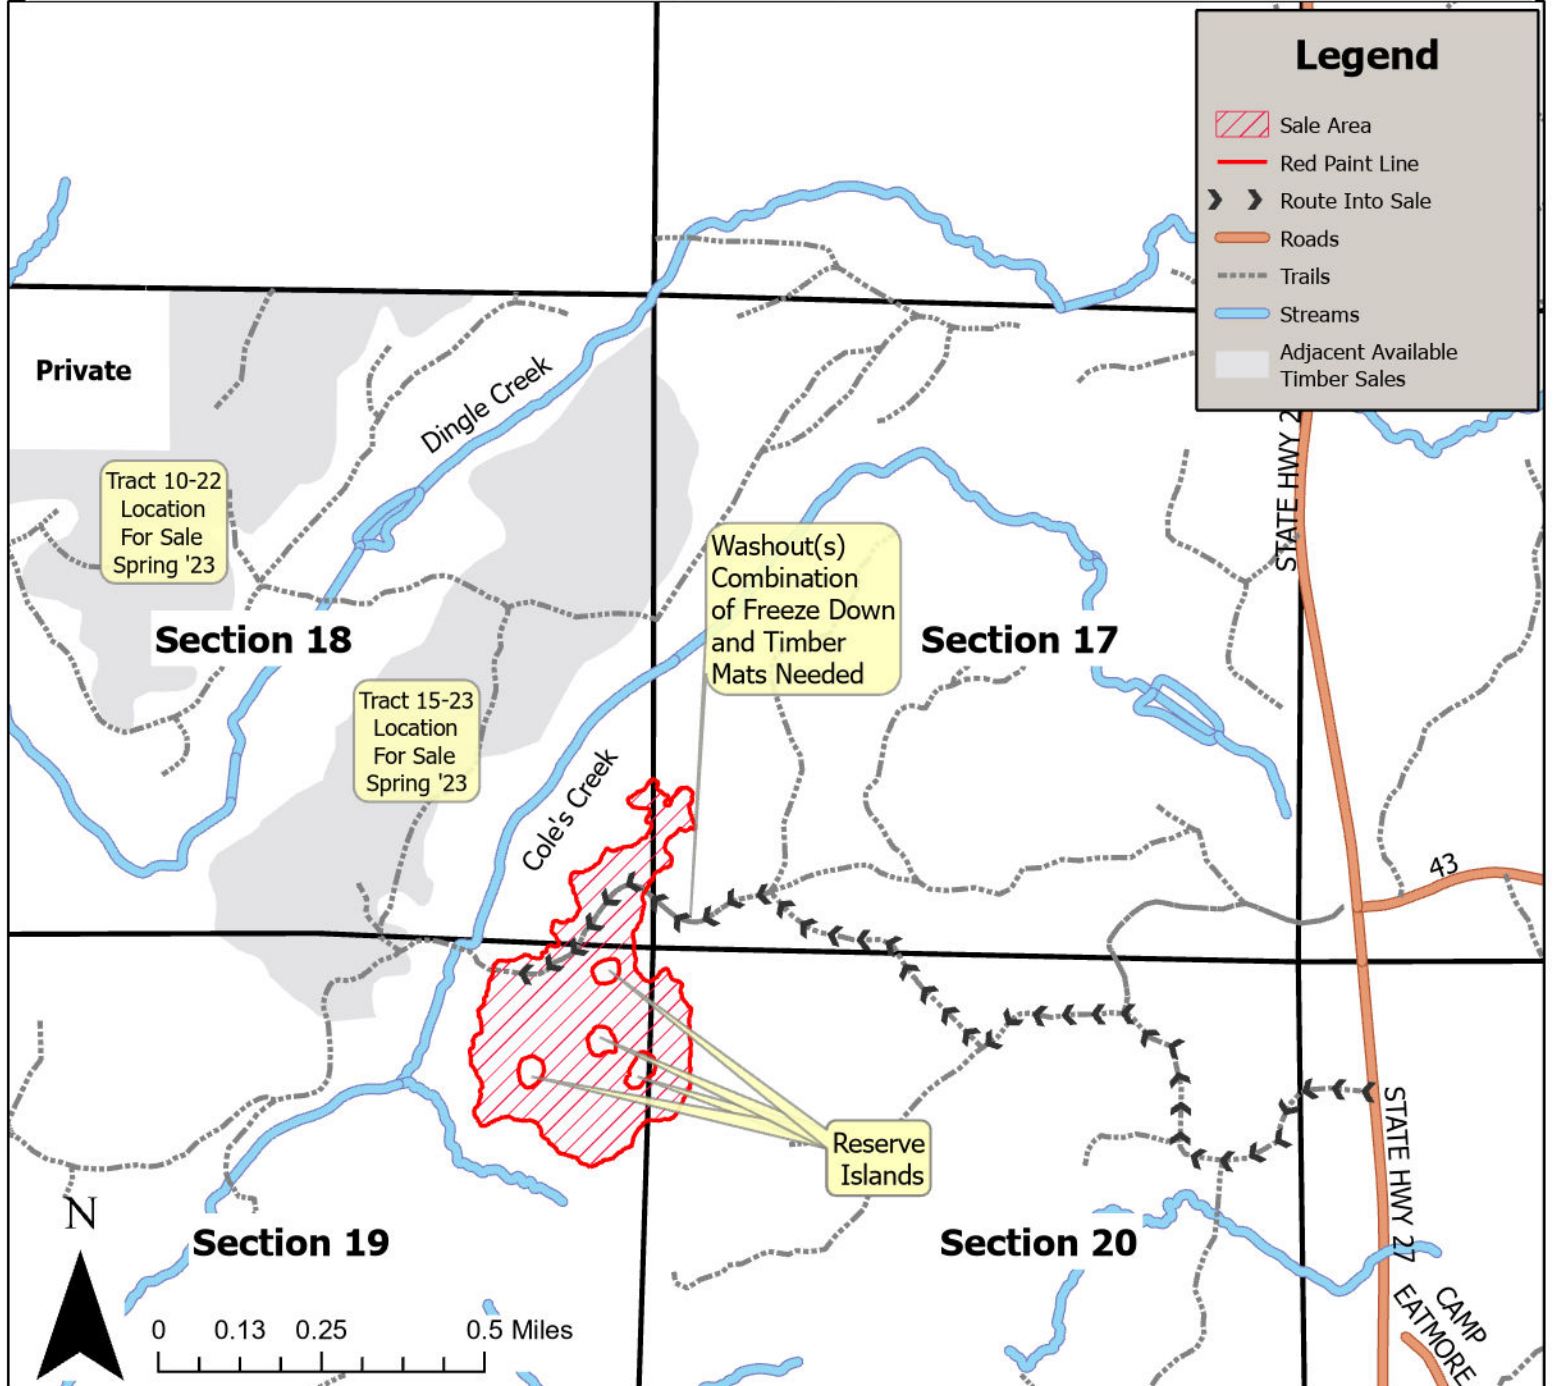 Legend
Sale Area
Red Paint Line
Route Into Sale
Roads
Trails
Streams
Adjacent Available
Timber Sales
Private
Dingle Creek
STATE HWY 2
Tract 10-22
Location
For Sale
Spring '23
Washout(s)
Combination
of Freeze Down
and Timber
Mats Needed
Section 18
Section 17
Tract 15-23
Location
For Sale
Spring '23
Cole's Creek
43
Reserve
Islands
STATE HWY 27
N
Section 19
Section 20
CAMP
EATMORE
0 0.13 0.25 0.5 Miles